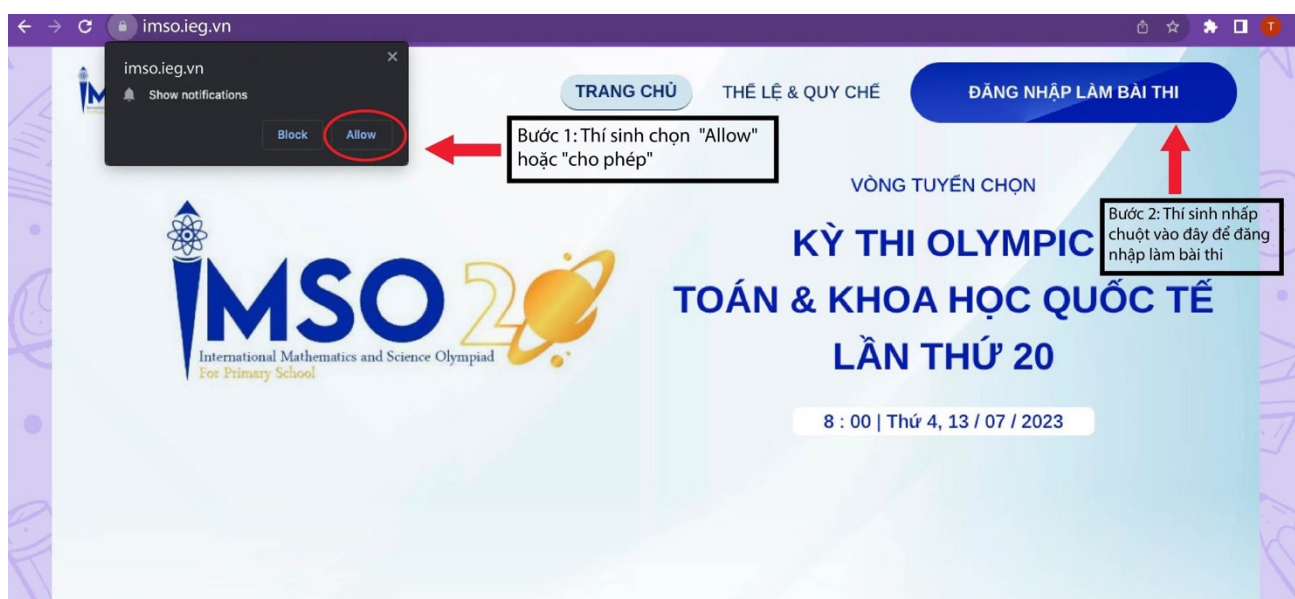 imso.ieg.vn
T
imso.ieg.vn
Show notifications
Block Allow
TRANG CHỦ THỂ LỆ & QUY CHẾ ĐĂNG NHẬP LÀM BÀI THI
Bước 1: Thí sinh chọn "Allow"
hoặc "cho phép"
Bước 2: Thí sinh nhấp
chuột vào đây để đăng
nhập làm bài thi
VÒNG TUYỂN CHỌN
KỲ THI OLYMPIC
TOÁN & KHOA HỌC QUỐC TẾ
LẦN THỨ 20
8 : 00 | Thứ 4, 13 / 07 / 2023
IMSO 20
International Mathematics and Science Olympiad
For Primary School